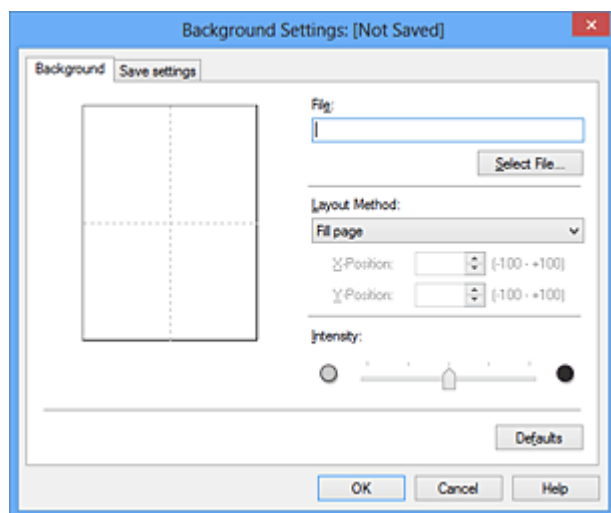 Background Settings: [Not Saved]
Background
Save settings
File:
Select File...
Layout Method:
Fill page
X-Position: (-100 - +100)
Y-Position: (-100 - +100)
Intensity:
Defaults
OK Cancel Help